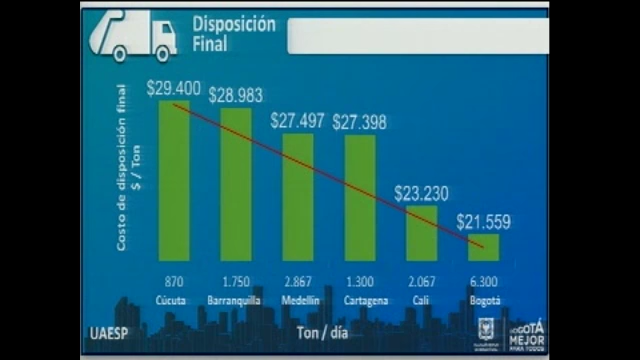 Disposición
Final
Costo de disposición final
$ / Ton
$29.400
$28.983
$27.497
$27.398
$23.230
$21.559
870 1.750 2.867 1.300 2.067 6.300
Cúcuta Barranquilla Medellín Cartagena Cali Bogotá
UAESP
Ton / día
BOGOTÁ
MEJOR
PARA TODOS